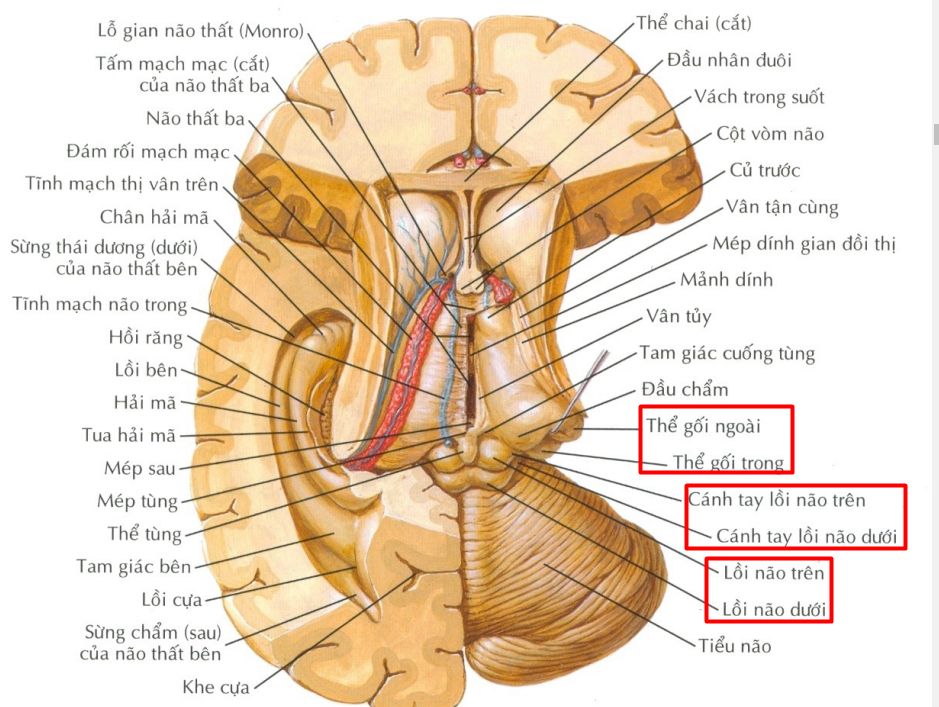 Lỗ gian não thất (Monro)
Tấm mạch mạc (cắt)
của não thất ba
Não thất ba
Đám rối mạch mạc
Tĩnh mạch thị vân trên
Chân hải mã
Sừng thái dương (dưới)
của não thất bên
Tĩnh mạch não trong
Hồi răng
Lồi bên
Hải mã
Tua hải mã
Mép sau
Mép tùng
Thể tùng
Tam giác bên
Lồi cựa
Sừng chẩm (sau)
của não thất bên
Khe cựa
Thể chai (cắt)
Đầu nhân đuôi
Vách trong suốt
Cột vòm não
Củ trước
Vân tận cùng
Mép dính gian đồi thị
Mảnh dính
Vân tủy
Tam giác cuống tùng
Đầu chẩm
Thể gối ngoài
Thể gối trong
Cánh tay lồi não trên
Cánh tay lồi não dưới
Lồi não trên
Lồi não dưới
Tiểu não